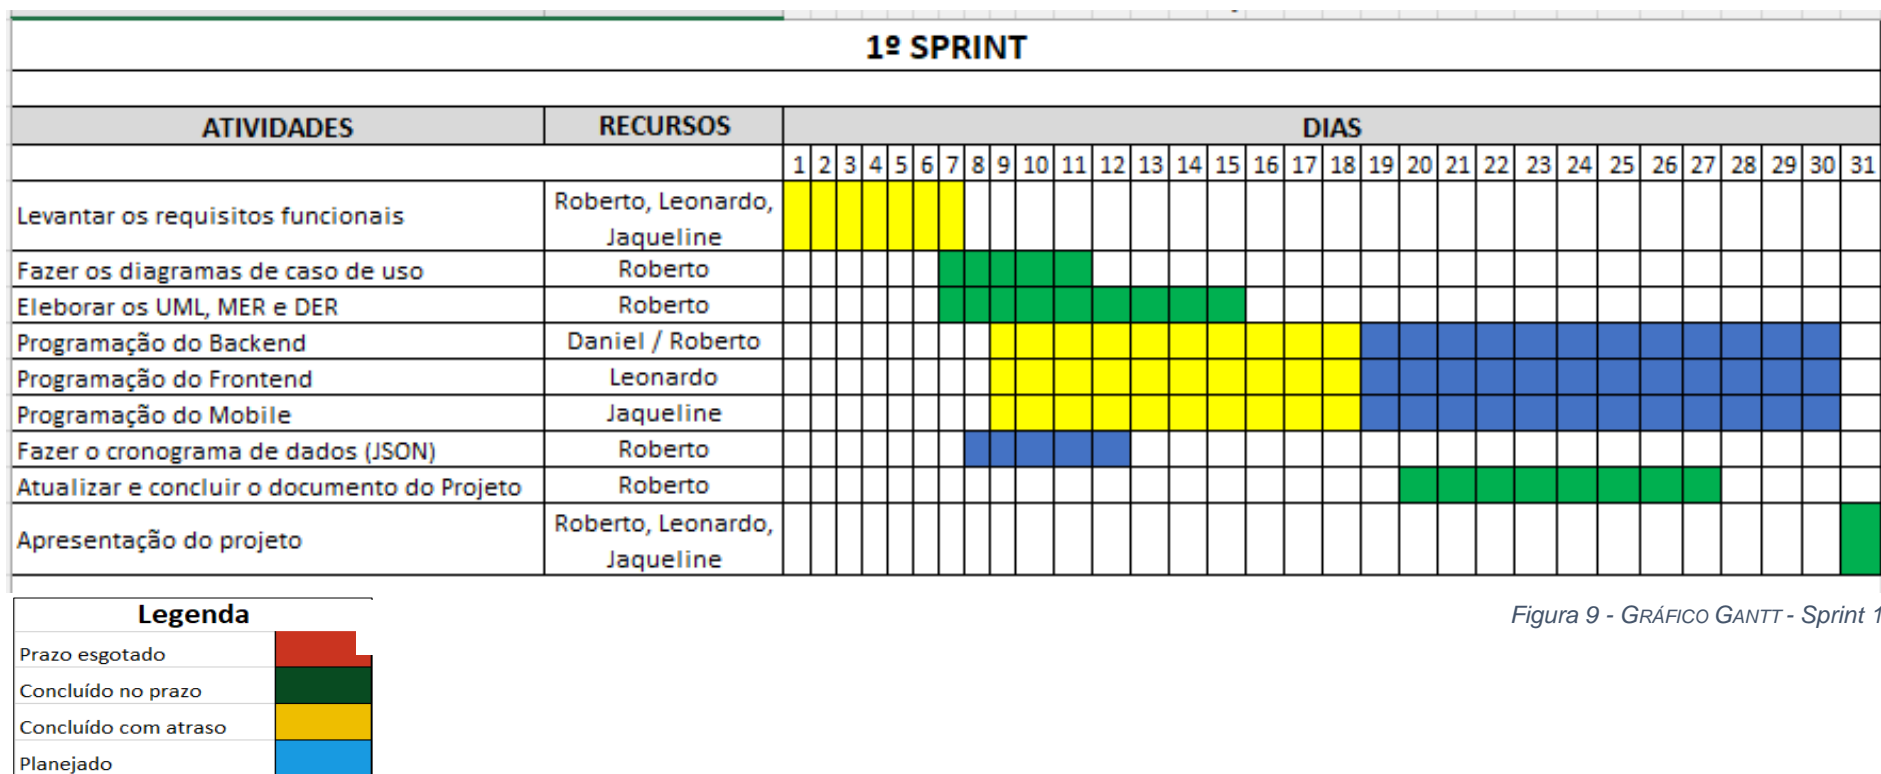 1º SPRINT
ATIVIDADES RECURSOS DIAS
1 2 3 4 5 6 7 8 9 10 11 12 13 14 15 16 17 18 19 20 21 22 23 24 25 26 27 28 29 30 31
Levantar os requisitos funcionais Roberto, Leonardo,
Jaqueline
Fazer os diagramas de caso de uso Roberto
Eleborar os UML, MER e DER Roberto
Programação do Backend Daniel / Roberto
Programação do Frontend Leonardo
Programação do Mobile Jaqueline
Fazer o cronograma de dados (JSON) Roberto
Atualizar e concluir o documento do Projeto Roberto
Apresentação do projeto Roberto, Leonardo,
Jaqueline
Legenda
Prazo esgotado
Concluído no prazo
Concluído com atraso
Planejado
Figura 9 - GRÁFICO GANTT - Sprint 1